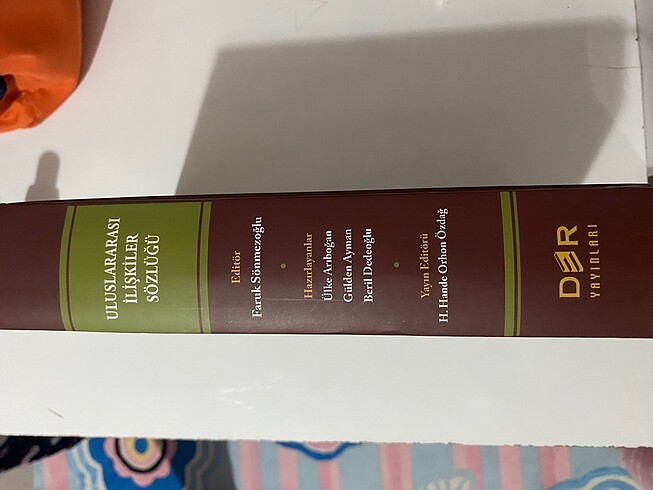 ULUSLARARASI
İLİŞKİLER
SÖZLÜĞÜ
Editör
Faruk Sönmezoğlu
Hazırlayanlar
Ülke Arıboğan
Gülden Ayman
Beril Dedeoğlu
Yayın Editörü
H. Hande Orhon Özdağ
DER
YAYINLARI